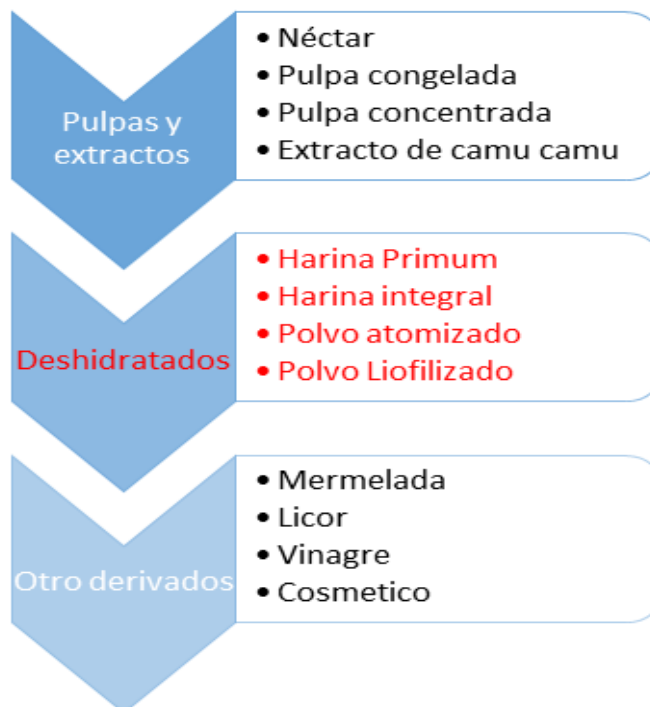 Pulpas y
extractos
• Néctar
• Pulpa congelada
• Pulpa concentrada
• Extracto de camu camu
Deshidratados
• Harina Primum
• Harina integral
• Polvo atomizado
• Polvo Liofilizado
Otro derivados
• Mermelada
• Licor
• Vinagre
• Cosmetico